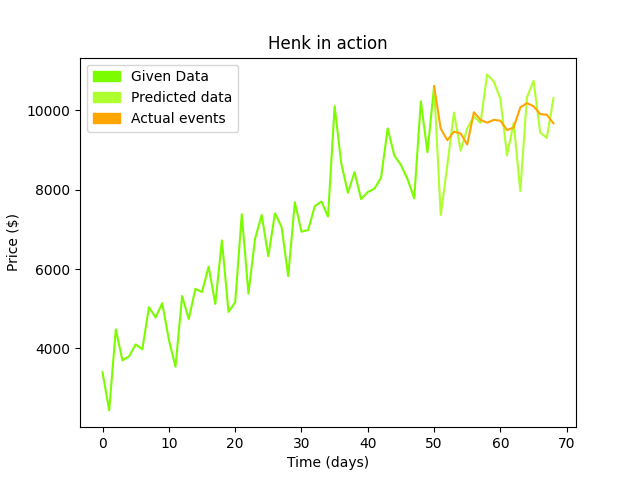 Henk in action
Given Data
Predicted data
Actual events
10000
8000
6000
4000
Price ($)
0 10 20 30 40 50 60 70
Time (days)